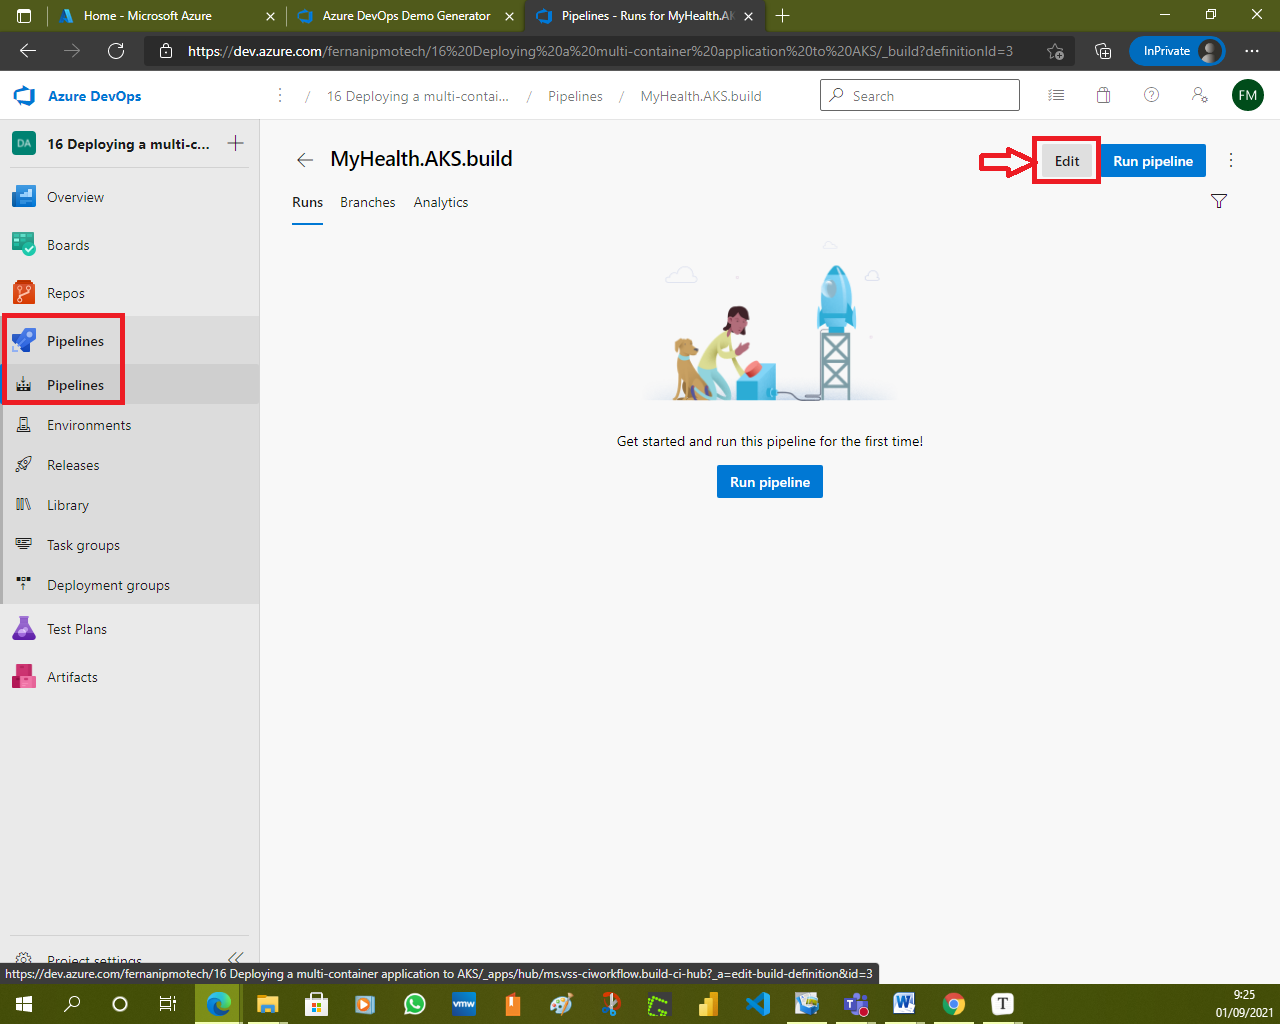 Home - Microsoft Azure
Azure DevOps Demo Generator
Pipelines - Runs for MyHealth.AK
https://dev.azure.com/fernanipmotech/16%20Deploying%20a%20multi-container%20application%20to%20AKS/_build?definitionId=3
InPrivate
Azure DevOps
/ 16 Deploying a multi-contai... / Pipelines / MyHealth.AKS.build
Search
FM
DA
16 Deploying a multi-c...
Overview
Boards
Repos
Pipelines
Pipelines
Environments
Releases
Library
Task groups
Deployment groups
Test Plans
Artifacts
Project settings
MyHealth.AKS.build
Edit
Run pipeline
Runs
Branches
Analytics
Get started and run this pipeline for the first time!
Run pipeline
https://dev.azure.com/fernanipmotech/16 Deploying a multi-container application to AKS/_apps/hub/ms.vss-ciworkflow.build-ci-hub?_a=edit-build-definition&id=3
vmw
W
T
9:25
01/09/2021